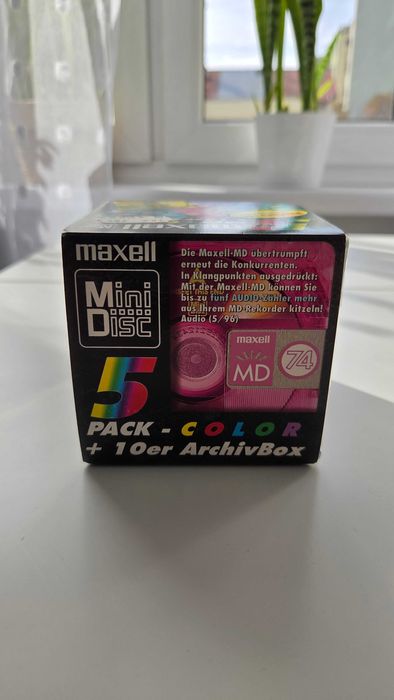 maxell
maxell
Mini
Disc
Die Maxell-MD übertrumpft
erneut die Konkurrenten.
In Klangpunkten ausgedrückt:
Mit der Maxell-MD können Sie
bis zu fünf AUDIO-Zähler mehr
aus Ihrem MD-Rekorder kitzeln!
Audio (5/96)
maxell
MD
74
5
PACK - COLOR
+ 10er ArchivBox